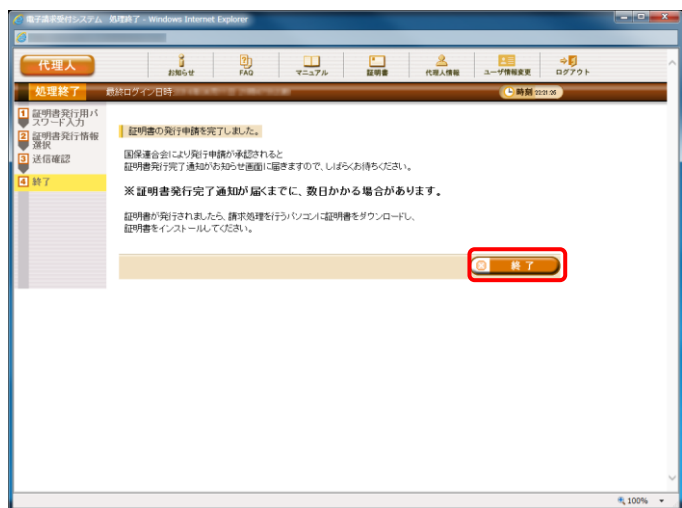 電子請求受付システム 処理終了 - Windows Internet Explorer
代理人
お知らせ
FAQ
マニュアル
証明書
代理人情報
ユーザ情報変更
ログアウト
処理終了
最終ログイン日時:
時刻 22:21:26
1 証明書発行用パ
スワード入力
2 証明書発行情報
選択
3 送信確認
4 終了
証明書の発行申請を完了しました。
国保連合会により発行申請が承認されると
証明書発行完了通知がお知らせ画面に届きますので、しばらくお待ちください。
※証明書発行完了通知が届くまでに、数日かかる場合があります。
証明書が発行されましたら、請求処理を行うパソコンに証明書をダウンロードし、
証明書をインストールしてください。
終了
100%